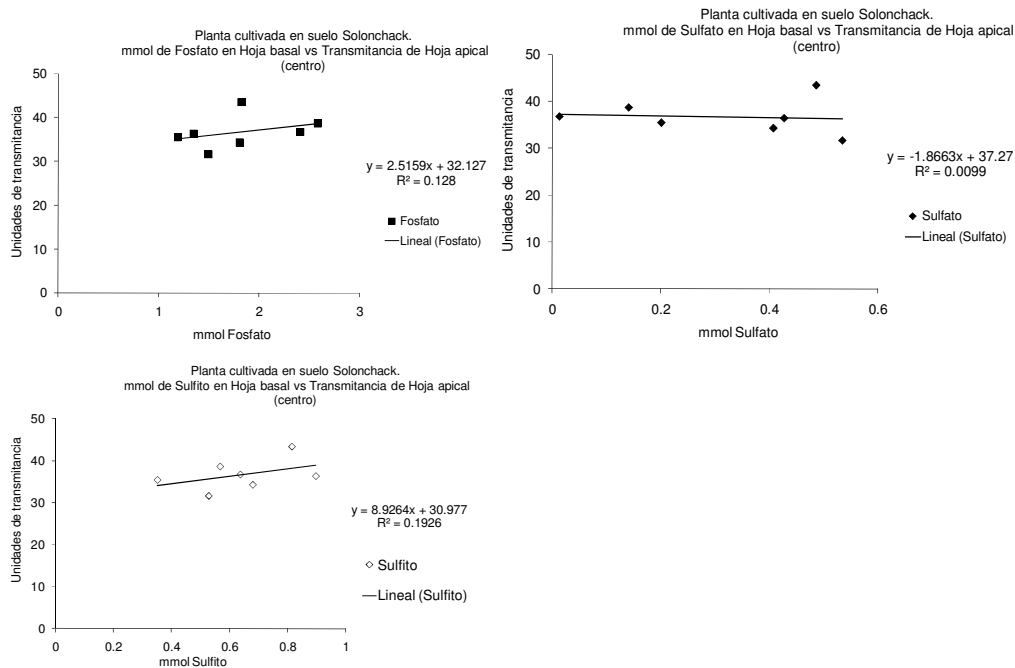 Planta cultivada en suelo Solonchack.
mmol de Fosfato en Hoja basal vs Transmitancia de Hoja apical
(centro)
50
40
30
20
10
0
Unidades de transmitancia
0 1 2 3
mmol Fosfato
y = 2.5159x + 32.127
R² = 0.128
Fosfato
Lineal (Fosfato)
Planta cultivada en suelo Solonchack.
mmol de Sulfato en Hoja basal vs Transmitancia de Hoja apical
(centro)
50
40
30
20
10
0
Unidades de transmitancia
0 0.2 0.4 0.6
mmol Sulfato
y = -1.8663x + 37.27
R² = 0.0099
Sulfato
Lineal (Sulfato)
Planta cultivada en suelo Solonchack.
mmol de Sulfito en Hoja basal vs Transmitancia de Hoja apical
(centro)
50
40
30
20
10
0
Unidades de transmitancia
0 0.2 0.4 0.6 0.8 1
mmol Sulfito
y = 8.9264x + 30.977
R² = 0.1926
Sulfito
Lineal (Sulfito)